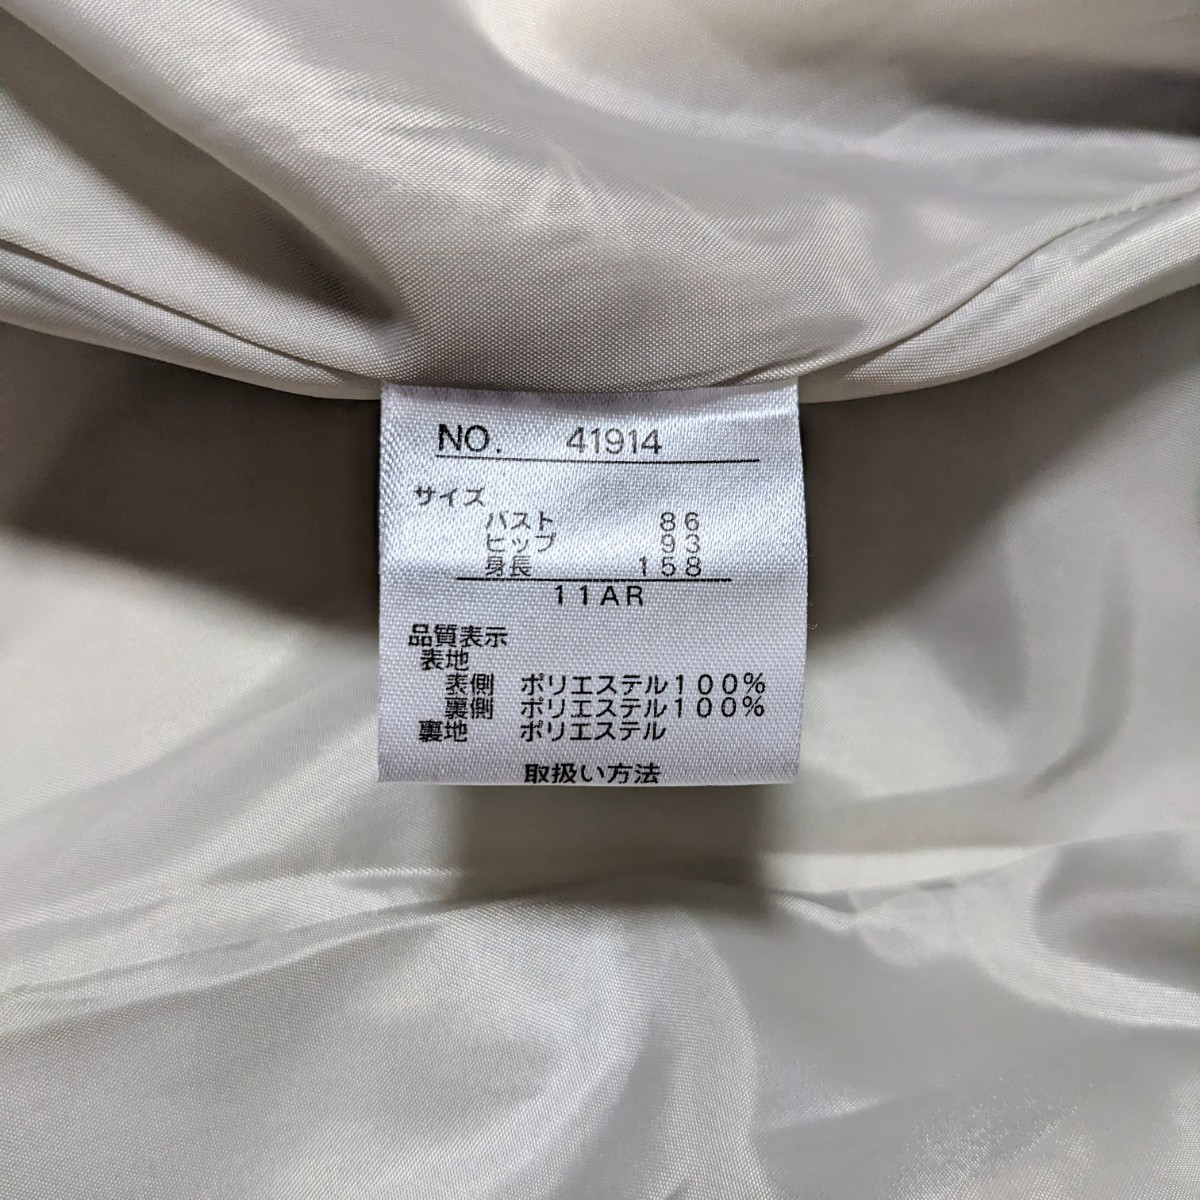 NO. 41914
サイズ
バスト 86
ヒップ 93
身長 158
11AR
品質表示
表地
表側 ポリエステル100%
裏側 ポリエステル100%
裏地 ポリエステル
取扱い方法